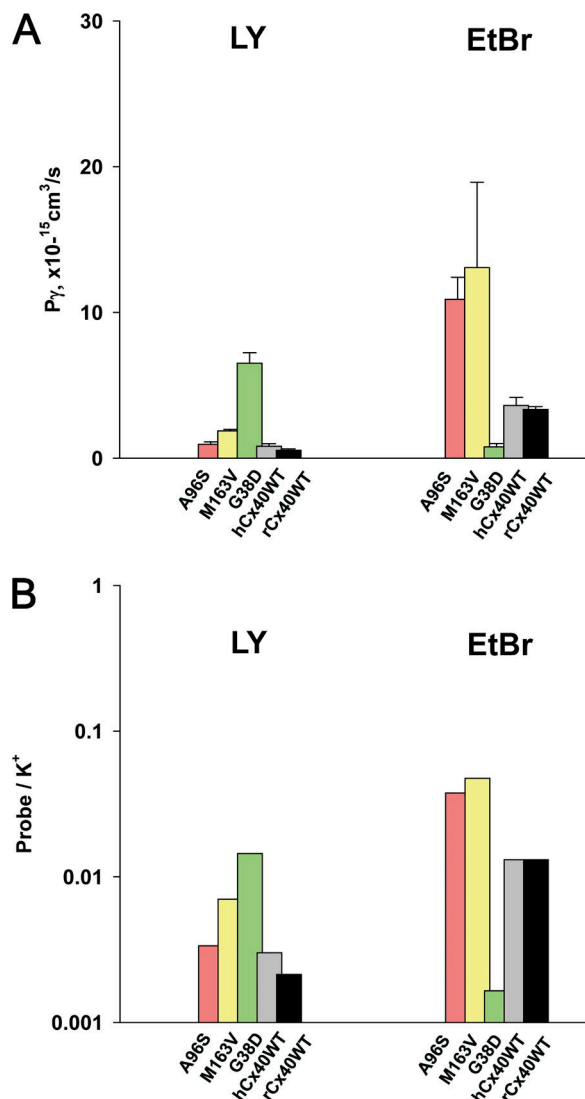 A
LY
EtBr
30
20
10
0
Pγ, x10-¹⁵cm³/s
A96S
M163V
G38D
hCx40WT
rCx40WT
A96S
M163V
G38D
hCx40WT
rCx40WT
B
LY
EtBr
1
0.1
0.01
0.001
Probe / K⁺
A96S
M163V
G38D
hCx40WT
rCx40WT
A96S
M163V
G38D
hCx40WT
rCx40WT